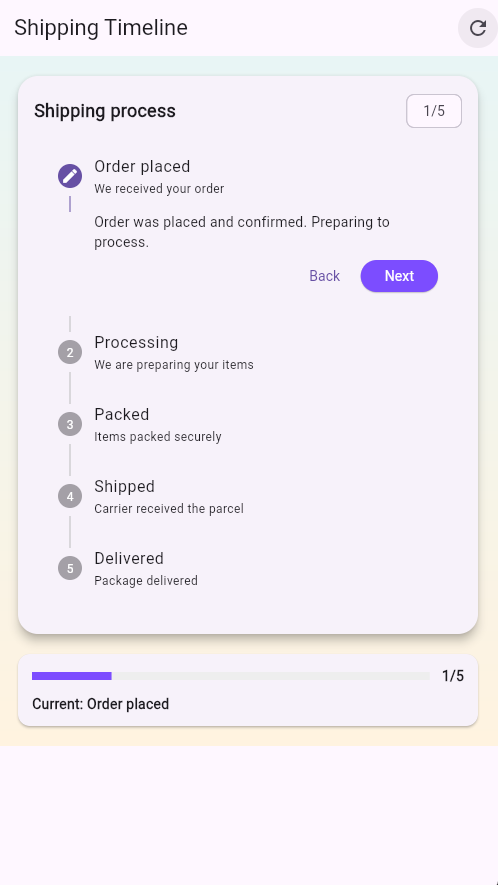 Shipping Timeline
Shipping process
1/5
Order placed
We received your order
Order was placed and confirmed. Preparing to
process.
Back
Next
2
Processing
We are preparing your items
3
Packed
Items packed securely
4
Shipped
Carrier received the parcel
5
Delivered
Package delivered
1/5
Current: Order placed